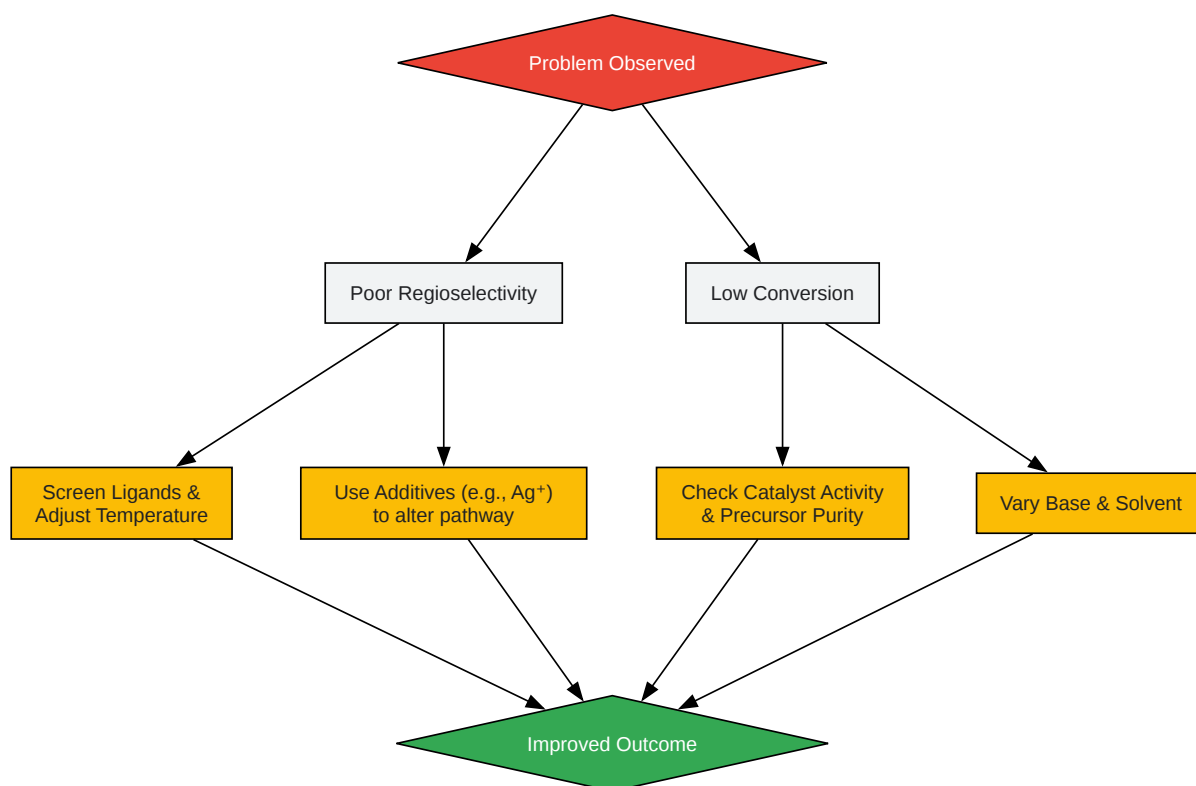 Problem Observed
Poor Regioselectivity
Low Conversion
Screen Ligands &
Adjust Temperature
Use Additives (e.g., Ag⁺)
to alter pathway
Check Catalyst Activity
& Precursor Purity
Vary Base & Solvent
Improved Outcome